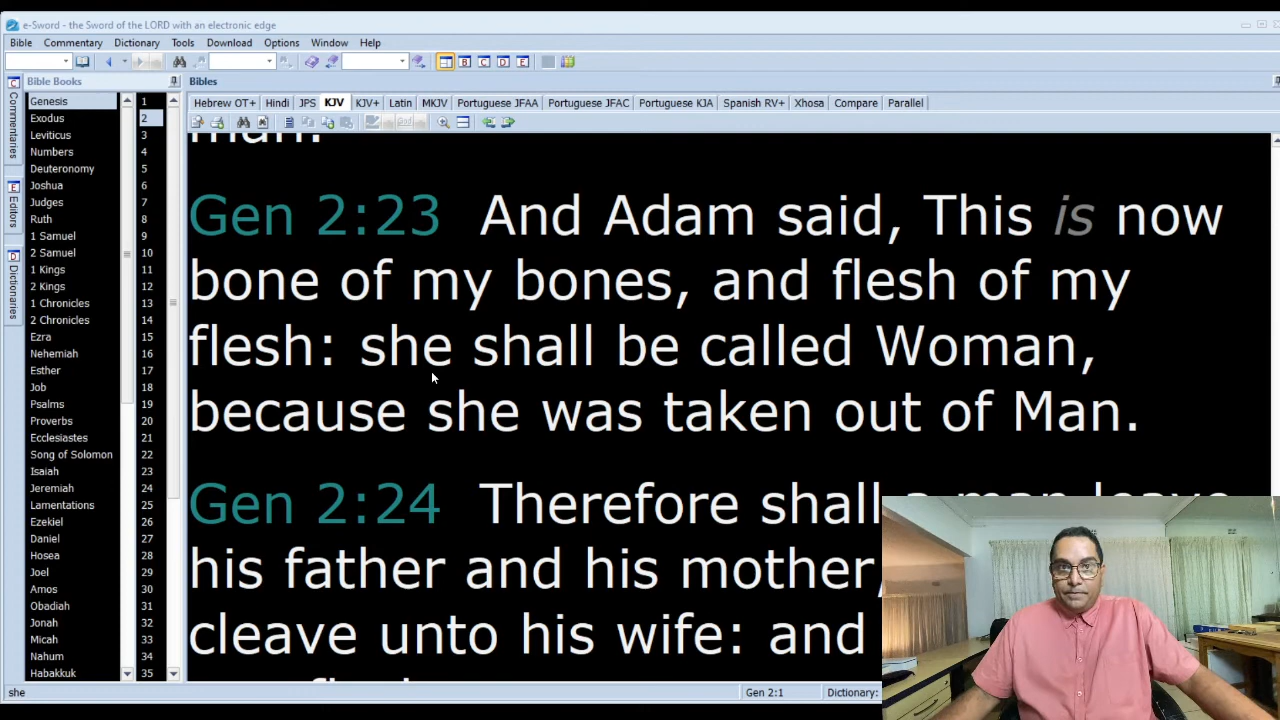 e-Sword - the Sword of the LORD with an electronic edge
Bible Commentary Dictionary Tools Download Options Window Help
B C D E
Bible Books
Bibles
C Commentaries
E Editors
D Dictionaries
Hebrew OT+ Hindi JPS KJV KJV+ Latin MKJV Portuguese JFAA Portuguese JFAC Portuguese KJA Spanish RV+ Xhosa Compare Parallel
Genesis 1
Exodus 2
Leviticus 3
Numbers 4
Deuteronomy 5
Joshua 6
Judges 7
Ruth 8
1 Samuel 9
2 Samuel 10
1 Kings 11
2 Kings 12
1 Chronicles 13
2 Chronicles 14
Ezra 15
Nehemiah 16
Esther 17
Job 18
Psalms 19
Proverbs 20
Ecclesiastes 21
Song of Solomon 22
Isaiah 23
Jeremiah 24
Lamentations 25
Ezekiel 26
Daniel 27
Hosea 28
Joel 29
Amos 30
Obadiah 31
Jonah 32
Micah 33
Nahum 34
Habakkuk 35
man.
Gen 2:23 And Adam said, This is now
bone of my bones, and flesh of my
flesh: she shall be called Woman,
because she was taken out of Man.
Gen 2:24 Therefore shall a man leave
his father and his mother,
cleave unto his wife: and
she
Gen 2:1
Dictionary: